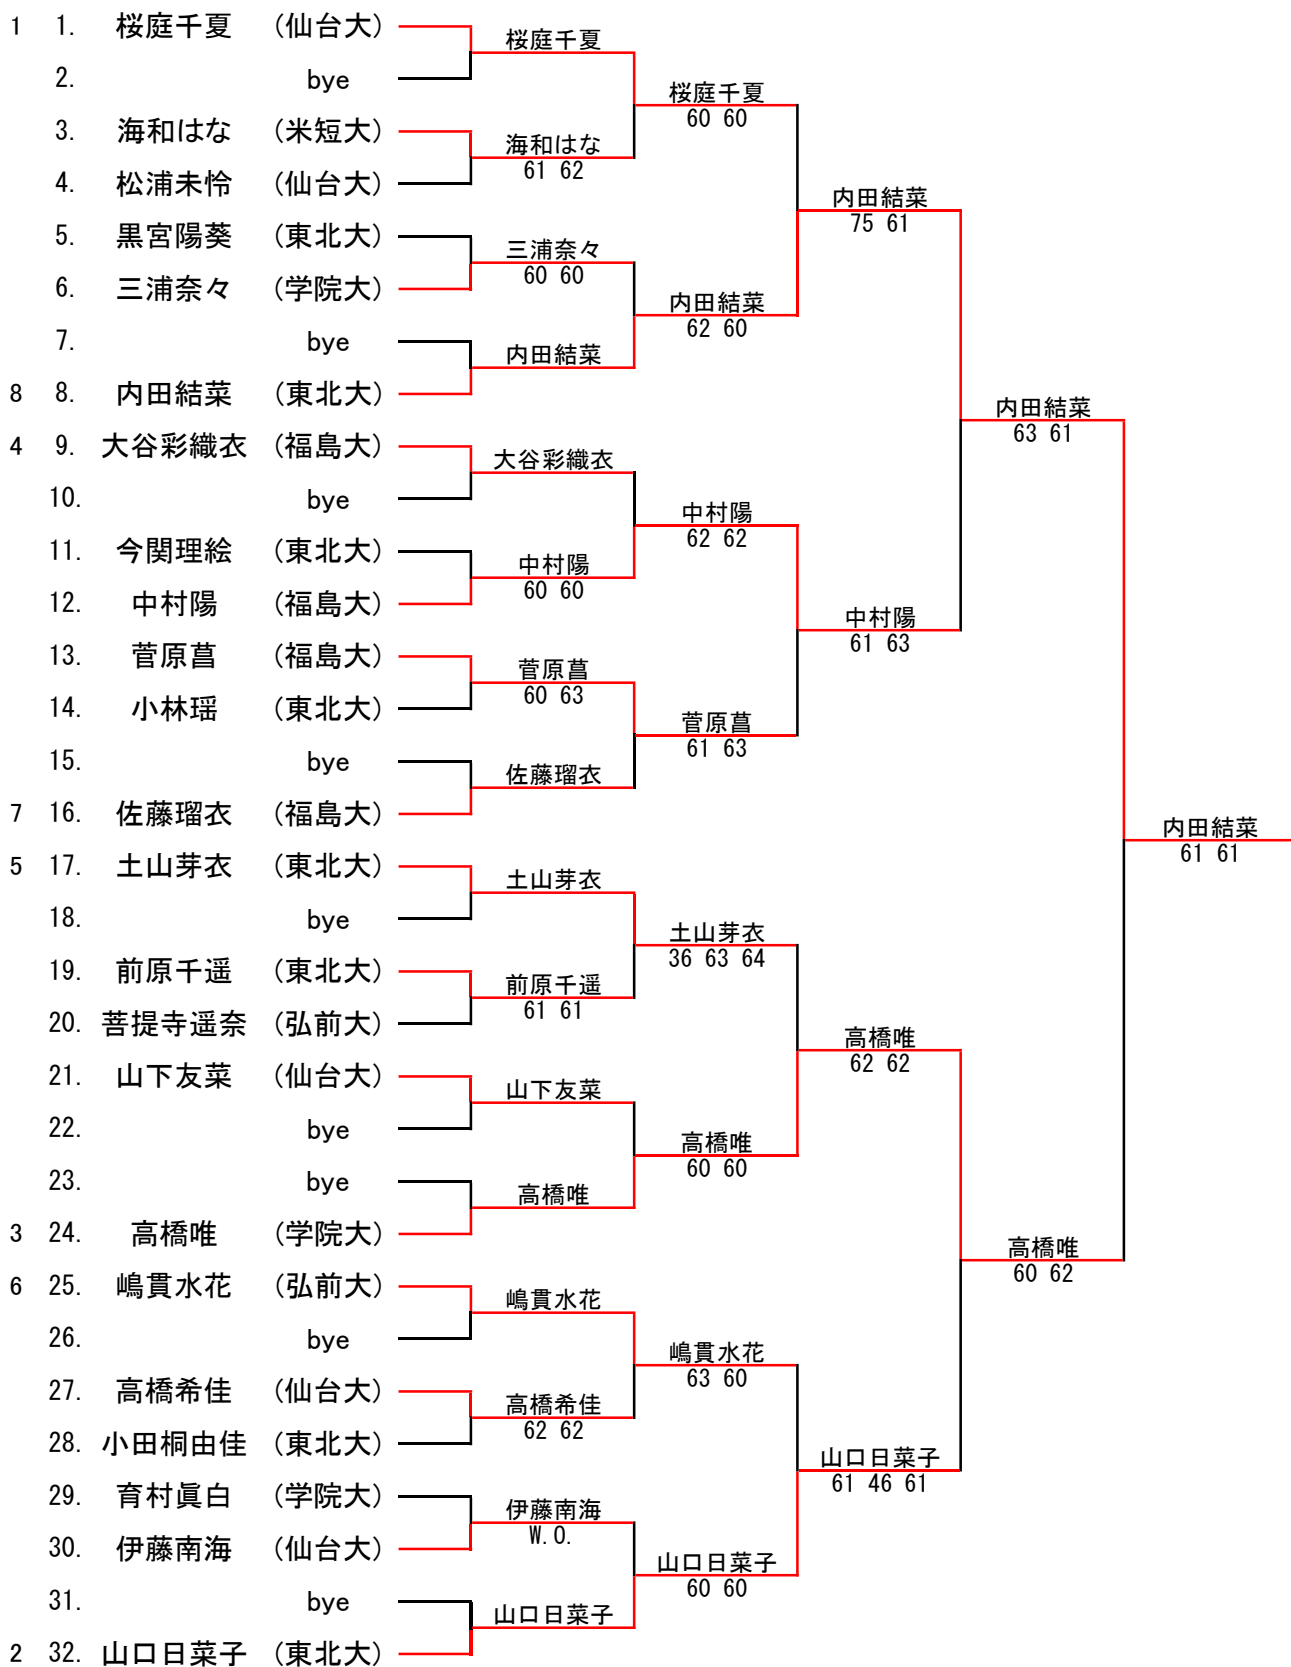 1 1. 桜庭千夏 (仙台大)
桜庭千夏
2. bye
桜庭千夏
60 60
3. 海和はな (米短大)
海和はな
61 62
4. 松浦未怜 (仙台大)
内田結菜
75 61
5. 黒宮陽葵 (東北大)
三浦奈々
60 60
6. 三浦奈々 (学院大)
内田結菜
62 60
7. bye
内田結菜
8 8. 内田結菜 (東北大)
内田結菜
63 61
4 9. 大谷彩織衣 (福島大)
大谷彩織衣
10. bye
中村陽
62 62
11. 今関理絵 (東北大)
中村陽
60 60
12. 中村陽 (福島大)
中村陽
61 63
13. 菅原菖 (福島大)
菅原菖
60 63
14. 小林瑶 (東北大)
菅原菖
61 63
15. bye
佐藤瑠衣
7 16. 佐藤瑠衣 (福島大)
内田結菜
61 61
5 17. 土山芽衣 (東北大)
土山芽衣
18. bye
土山芽衣
36 63 64
19. 前原千遥 (東北大)
前原千遥
61 61
20. 菩提寺遥奈 (弘前大)
高橋唯
62 62
21. 山下友菜 (仙台大)
山下友菜
22. bye
高橋唯
60 60
23. bye
高橋唯
3 24. 高橋唯 (学院大)
高橋唯
60 62
6 25. 嶋貫水花 (弘前大)
嶋貫水花
26. bye
嶋貫水花
63 60
27. 高橋希佳 (仙台大)
高橋希佳
62 62
28. 小田桐由佳 (東北大)
山口日菜子
61 46 61
29. 育村眞白 (学院大)
伊藤南海
W.O.
30. 伊藤南海 (仙台大)
山口日菜子
60 60
31. bye
山口日菜子
2 32. 山口日菜子 (東北大)